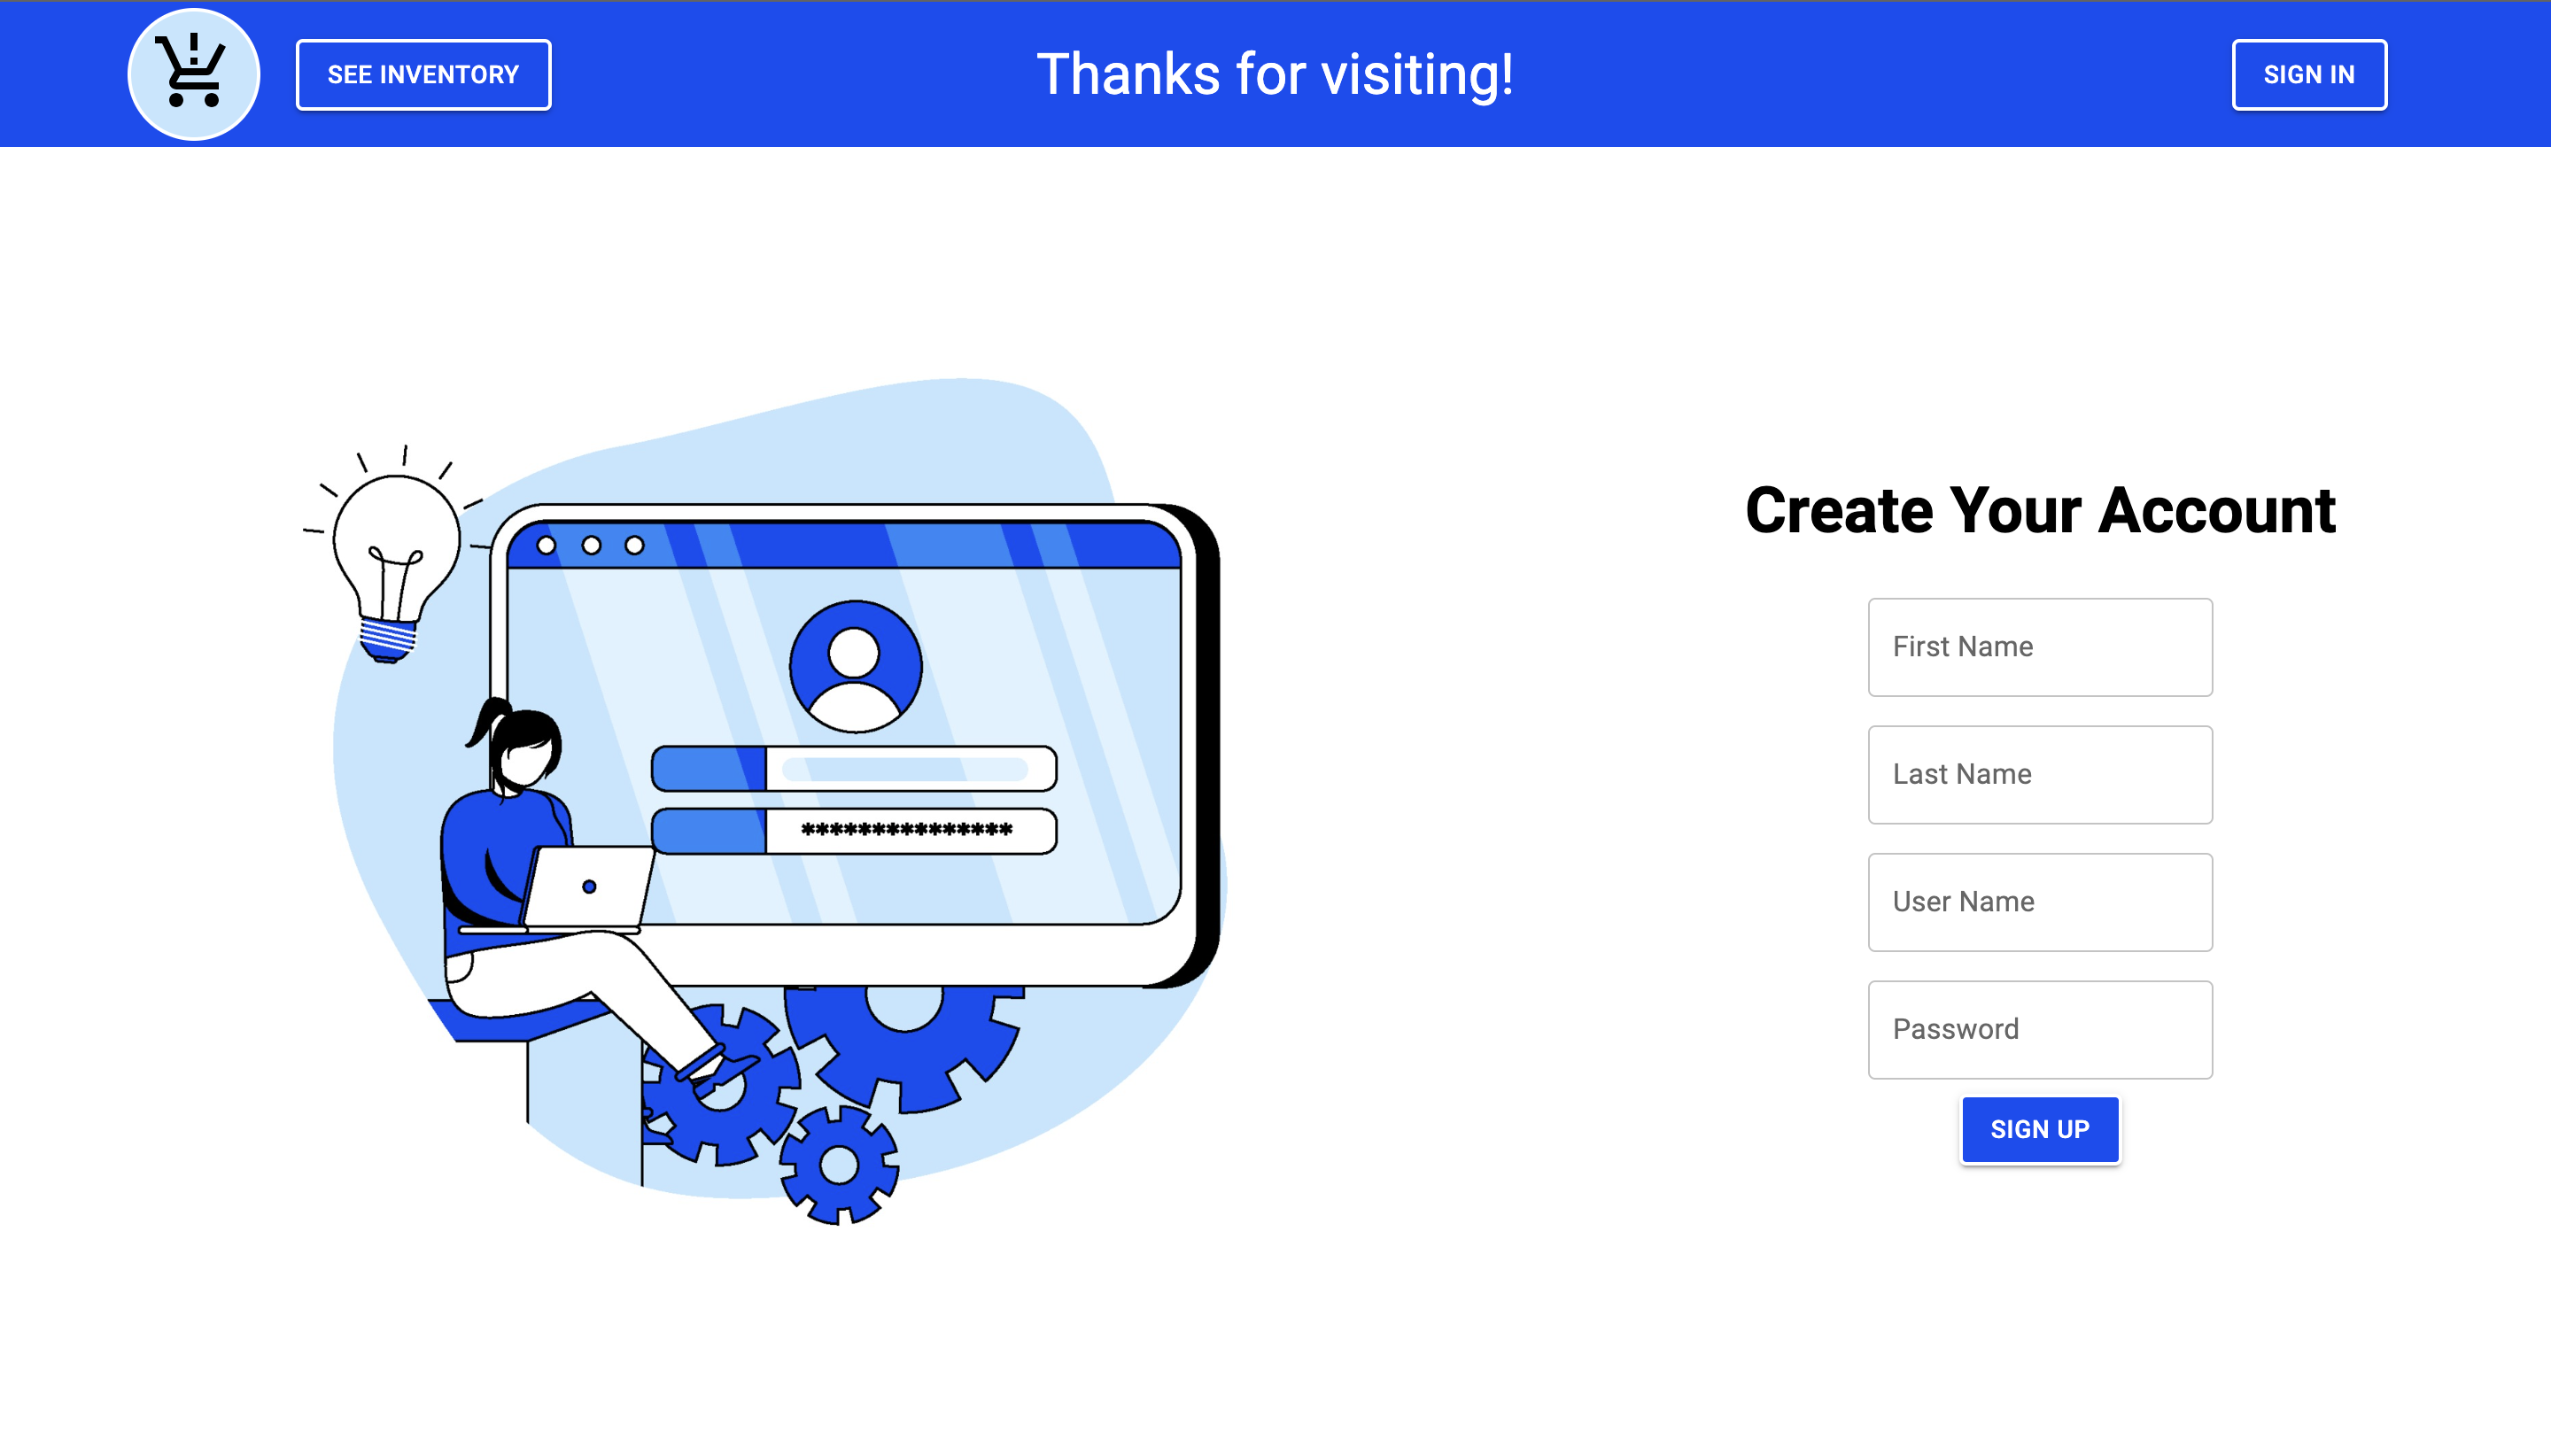 SEE INVENTORY
Thanks for visiting!
SIGN IN
Create Your Account
First Name
Last Name
User Name
Password
SIGN UP
***************